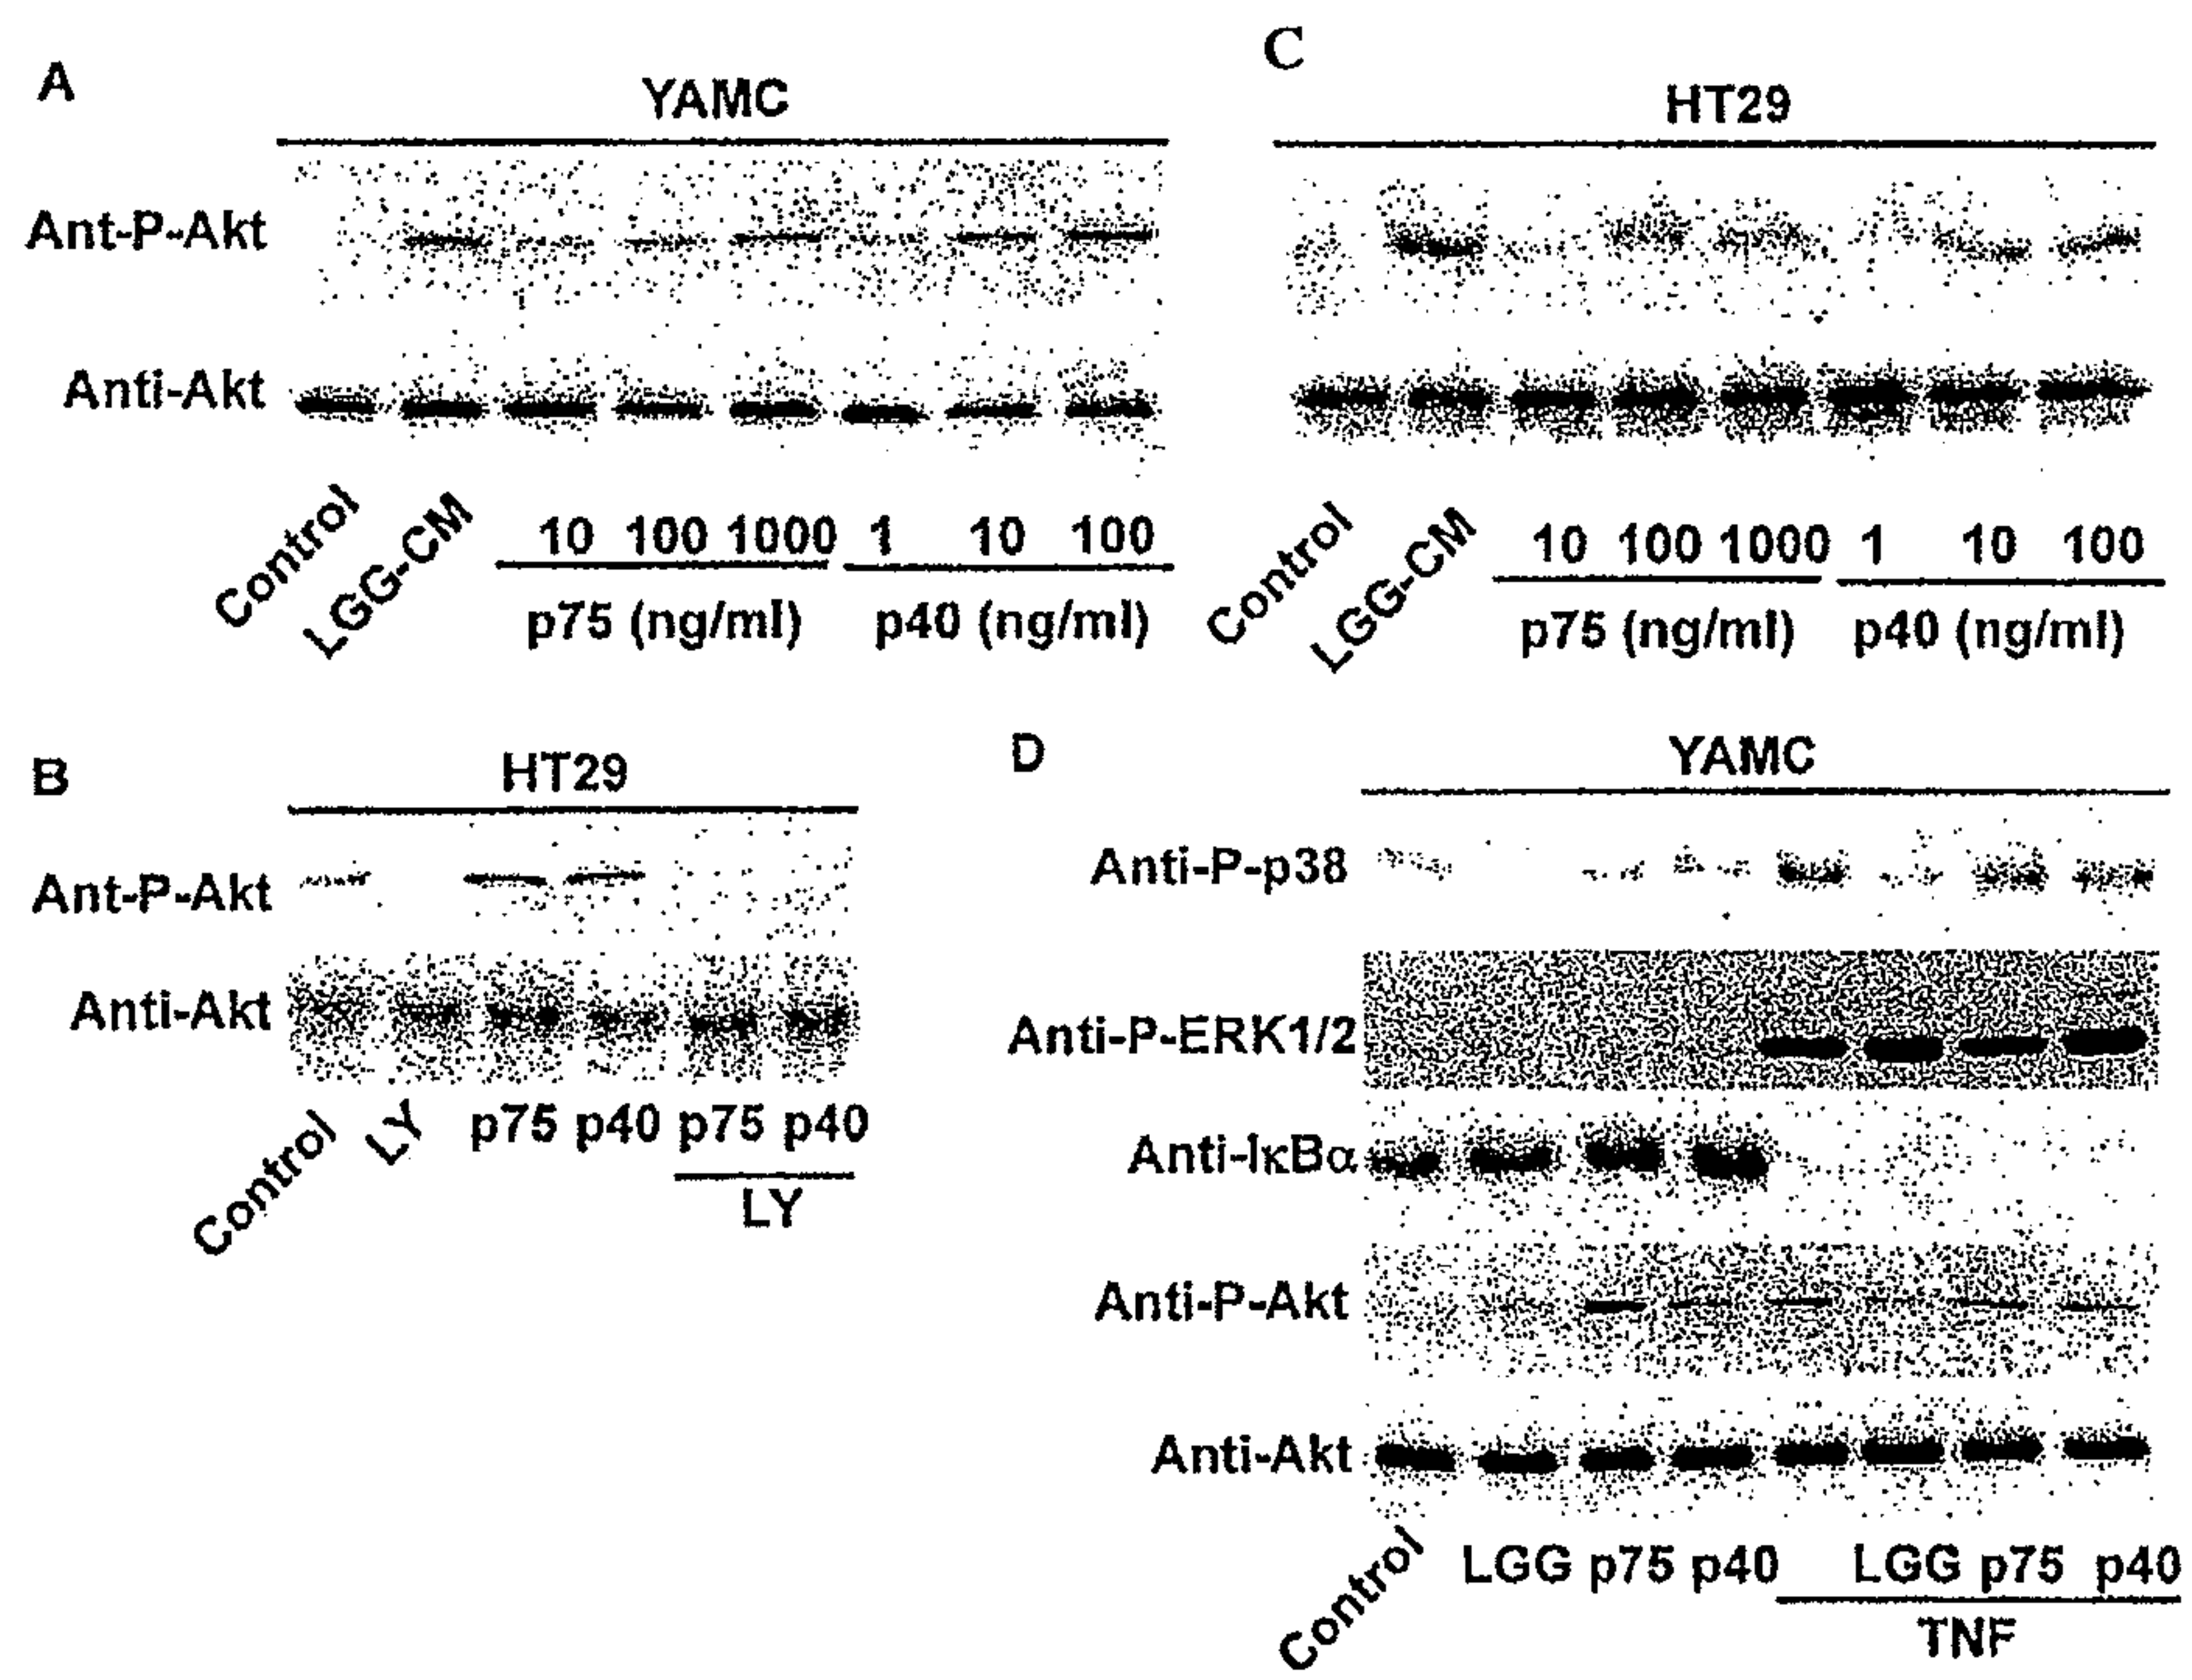 A
YAMC
Ant-P-Akt
Anti-Akt
Control
LGG-CM
10 100 1000 1 10 100
p75 (ng/ml) p40 (ng/ml)
C
HT29
Control
LGG-CM
10 100 1000 1 10 100
p75 (ng/ml) p40 (ng/ml)
B
HT29
Ant-P-Akt
Anti-Akt
Control
LY
p75 p40 p75 p40
LY
D
YAMC
Anti-P-p38
Anti-P-ERK1/2
Anti-IκBα
Anti-P-Akt
Anti-Akt
Control
LGG p75 p40 LGG p75 p40
TNF